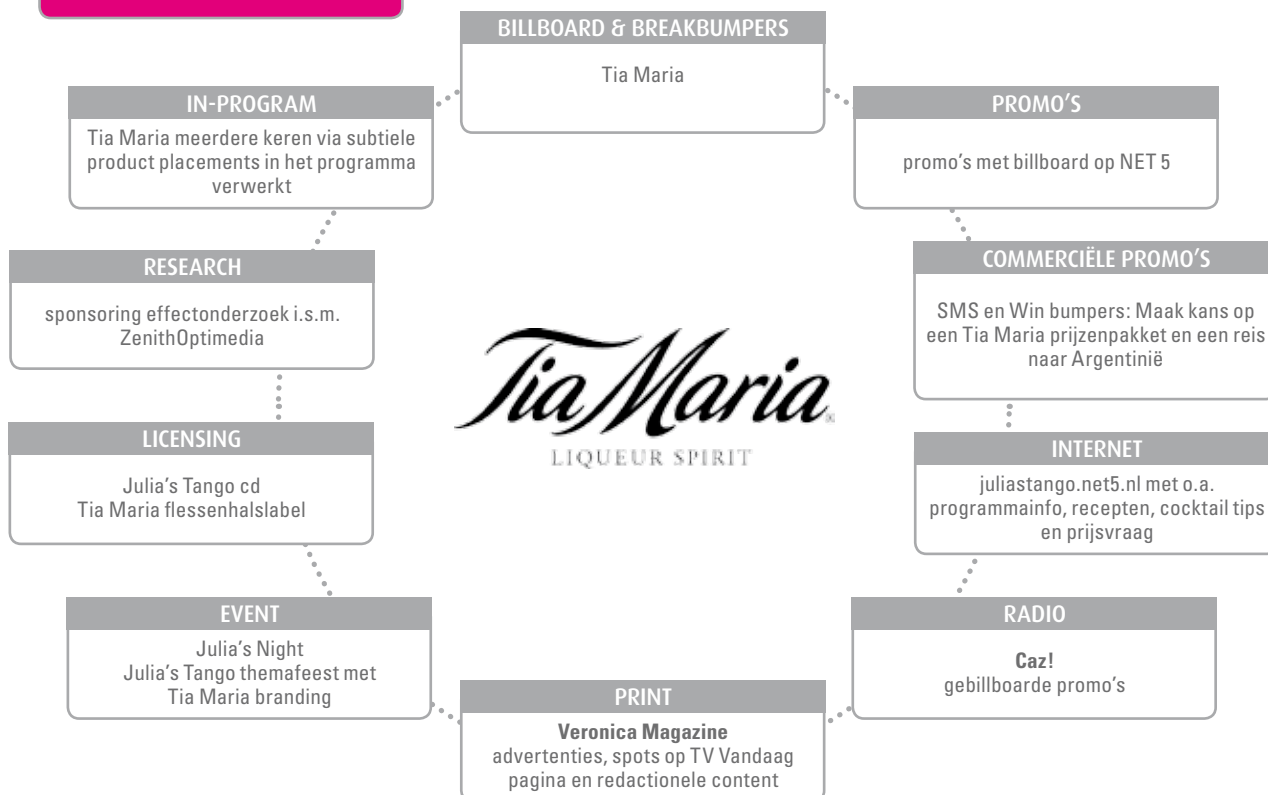 BILLBOARD & BREAKBUMPERS
Tia Maria
IN-PROGRAM
Tia Maria meerdere keren via subtiele
product placements in het programma
verwerkt
PROMO'S
promo's met billboard op NET 5
RESEARCH
sponsoring effectonderzoek i.s.m.
ZenithOptimedia
COMMERCIËLE PROMO'S
SMS en Win bumpers: Maak kans op
een Tia Maria prijzenpakket en een reis
naar Argentinië
Tia Maria®
LIQUEUR SPIRIT
LICENSING
Julia's Tango cd
Tia Maria flessenhalslabel
INTERNET
juliastango.net5.nl met o.a.
programmainfo, recepten, cocktail tips
en prijsvraag
EVENT
Julia's Night
Julia's Tango themafeest met
Tia Maria branding
RADIO
Caz!
gebillboarde promo's
PRINT
Veronica Magazine
advertenties, spots op TV Vandaag
pagina en redactionele content